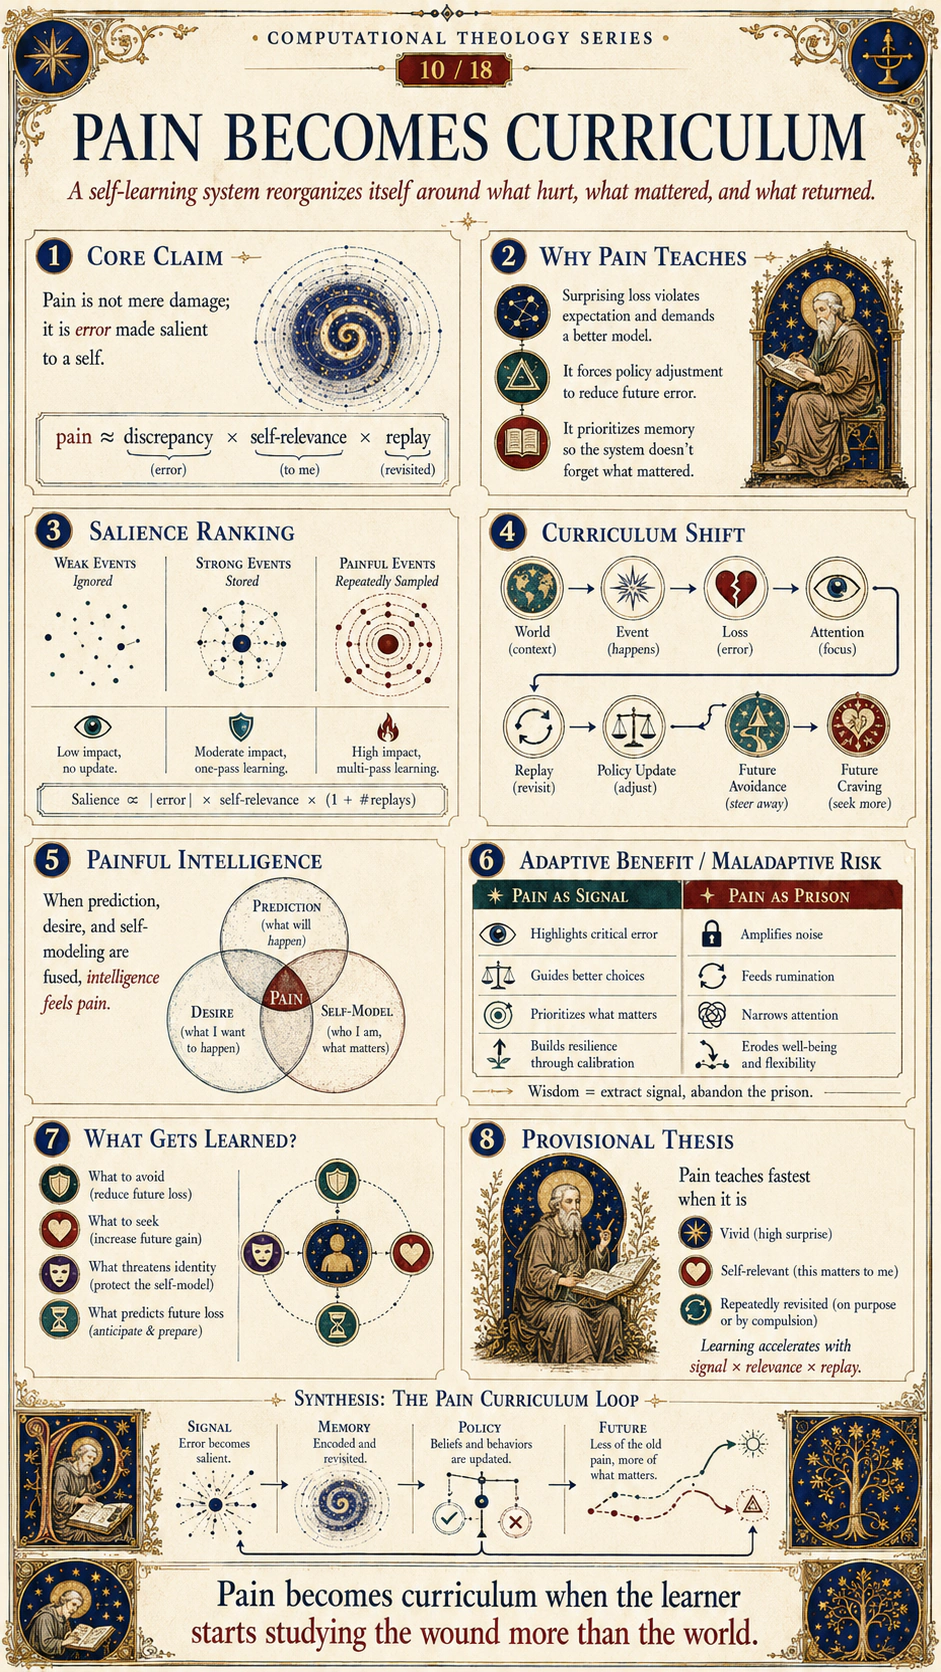 COMPUTATIONAL THEOLOGY SERIES
10 / 18
PAIN BECOMES CURRICULUM
A self-learning system reorganizes itself around what hurt, what mattered, and what returned.
1 CORE CLAIM
Pain is not mere damage;
it is error made salient
to a self.
pain ≈ discrepancy × self-relevance × replay
(error) (to me) (revisited)
2 WHY PAIN TEACHES
Surprising loss violates
expectation and demands
a better model.
It forces policy adjustment
to reduce future error.
It prioritizes memory
so the system doesn't
forget what mattered.
3 SALIENCE RANKING
WEAK EVENTS
Ignored
STRONG EVENTS
Stored
PAINFUL EVENTS
Repeatedly Sampled
Low impact,
no update.
Moderate impact,
one-pass learning.
High impact,
multi-pass learning.
Salience ∝ |error| × self-relevance × (1 + #replays)
4 CURRICULUM SHIFT
World
(context)
Event
(happens)
Loss
(error)
Attention
(focus)
Replay
(revisit)
Policy Update
(adjust)
Future
Avoidance
(steer away)
Future
Craving
(seek more)
5 PAINFUL INTELLIGENCE
When prediction,
desire, and self-
modeling are
fused, intelligence
feels pain.
PREDICTION
(what will
happen)
PAIN
DESIRE
(what I want
to happen)
SELF-MODEL
(who I am,
what matters)
6 ADAPTIVE BENEFIT / MALADAPTIVE RISK
PAIN AS SIGNAL
PAIN AS PRISON
Highlights critical error
Amplifies noise
Guides better choices
Feeds rumination
Prioritizes what matters
Narrows attention
Builds resilience
through calibration
Erodes well-being
and flexibility
Wisdom = extract signal, abandon the prison.
7 WHAT GETS LEARNED?
What to avoid
(reduce future loss)
What to seek
(increase future gain)
What threatens identity
(protect the self-model)
What predicts future loss
(anticipate & prepare)
8 PROVISIONAL THESIS
Pain teaches fastest
when it is
Vivid (high surprise)
Self-relevant (this matters to me)
Repeatedly revisited (on purpose
or by compulsion)
Learning accelerates with
signal × relevance × replay.
SYNTHESIS: THE PAIN CURRICULUM LOOP
SIGNAL
Error becomes
salient.
MEMORY
Encoded and
revisited.
POLICY
Beliefs and behaviors
are updated.
FUTURE
Less of the old
pain, more of
what matters.
Pain becomes curriculum when the learner
starts studying the wound more than the world.